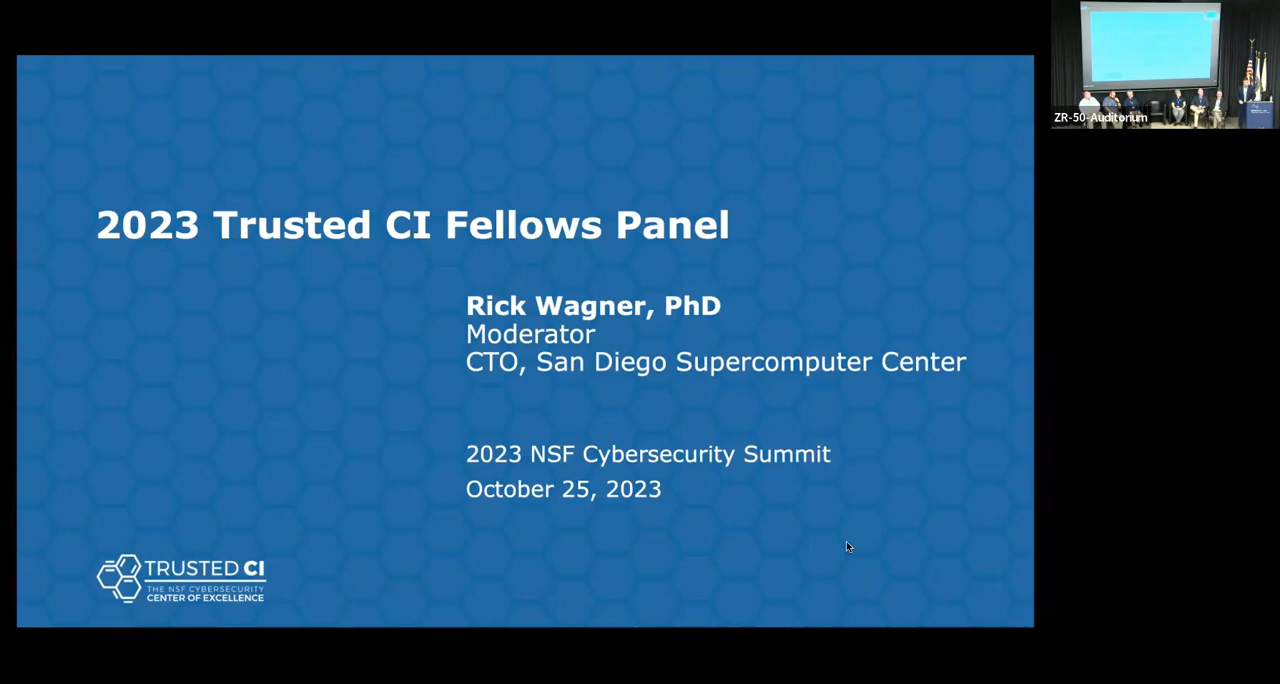 2023 Trusted CI Fellows Panel
Rick Wagner, PhD
Moderator
CTO, San Diego Supercomputer Center
2023 NSF Cybersecurity Summit
October 25, 2023
TRUSTED CI
THE NSF CYBERSECURITY
CENTER OF EXCELLENCE
ZR-50-Auditorium